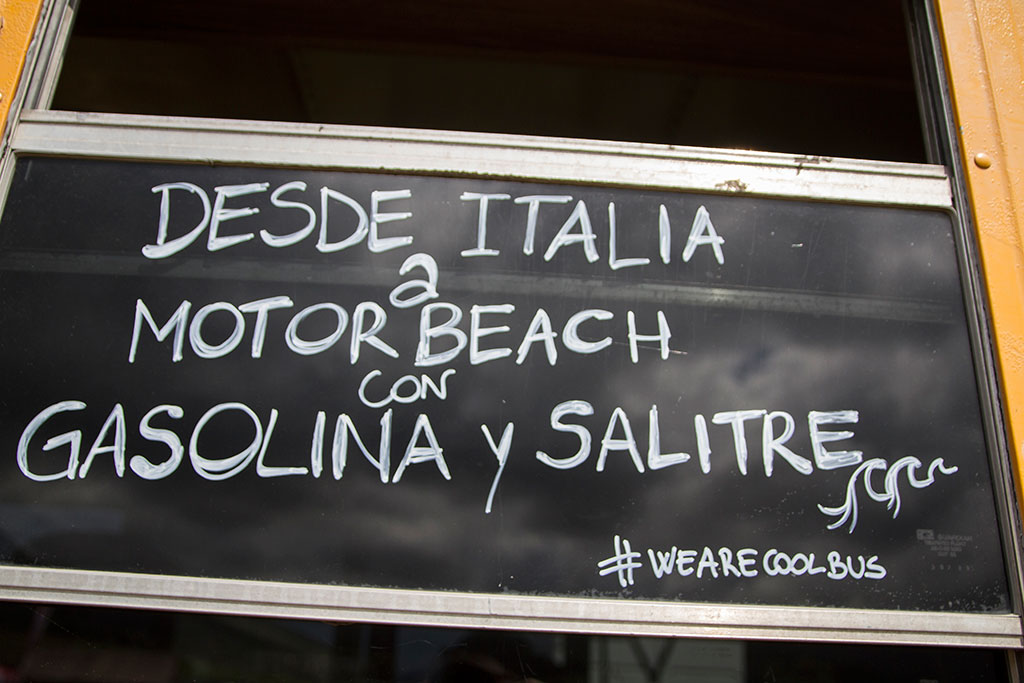 DESDE ITALIA
a
MOTOR BEACH
CON
GASOLINA y SALITRE
#WEARECOOLBUS